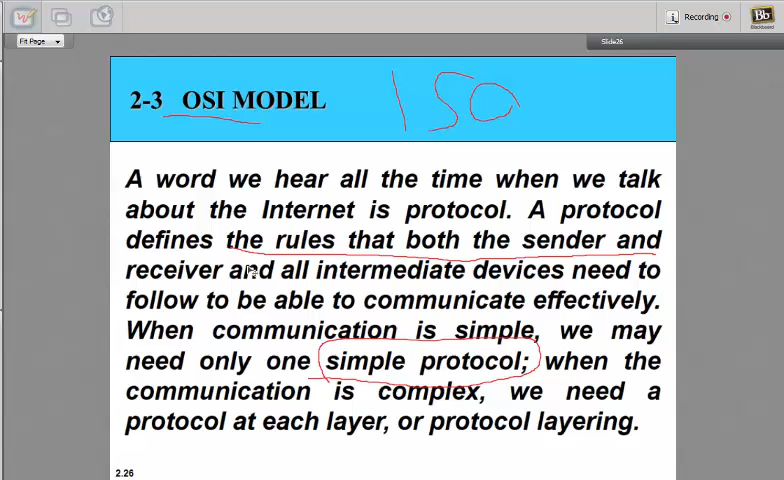 Recording
Bb
Blackboard
Fit Page
Slide26
2-3 OSI MODEL
ISO
A word we hear all the time when we talk
about the Internet is protocol. A protocol
defines the rules that both the sender and
receiver and all intermediate devices need to
follow to be able to communicate effectively.
When communication is simple, we may
need only one simple protocol; when the
communication is complex, we need a
protocol at each layer, or protocol layering.
2.26